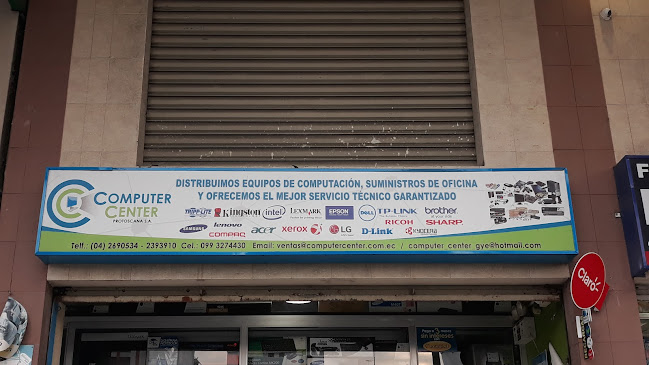 DISTRIBUIMOS EQUIPOS DE COMPUTACIÓN, SUMINISTROS DE OFICINA
Y OFRECEMOS EL MEJOR SERVICIO TÉCNICO GARANTIZADO
COMPUTER
CENTER
PROTOSCANA S.A.
TRIPP·LITE Kingston intel LEXMARK EPSON DELL TP-LINK brother
RICOH SHARP
SAMSUNG lenovo COMPAQ acer xerox LG D-Link KYOCERA
Telf.: (04) 2690534 - 2393910 Cel.: 099 3274430 Email: ventas@computercenter.com.ec / computer_center_gye@hotmail.com
Claro
F